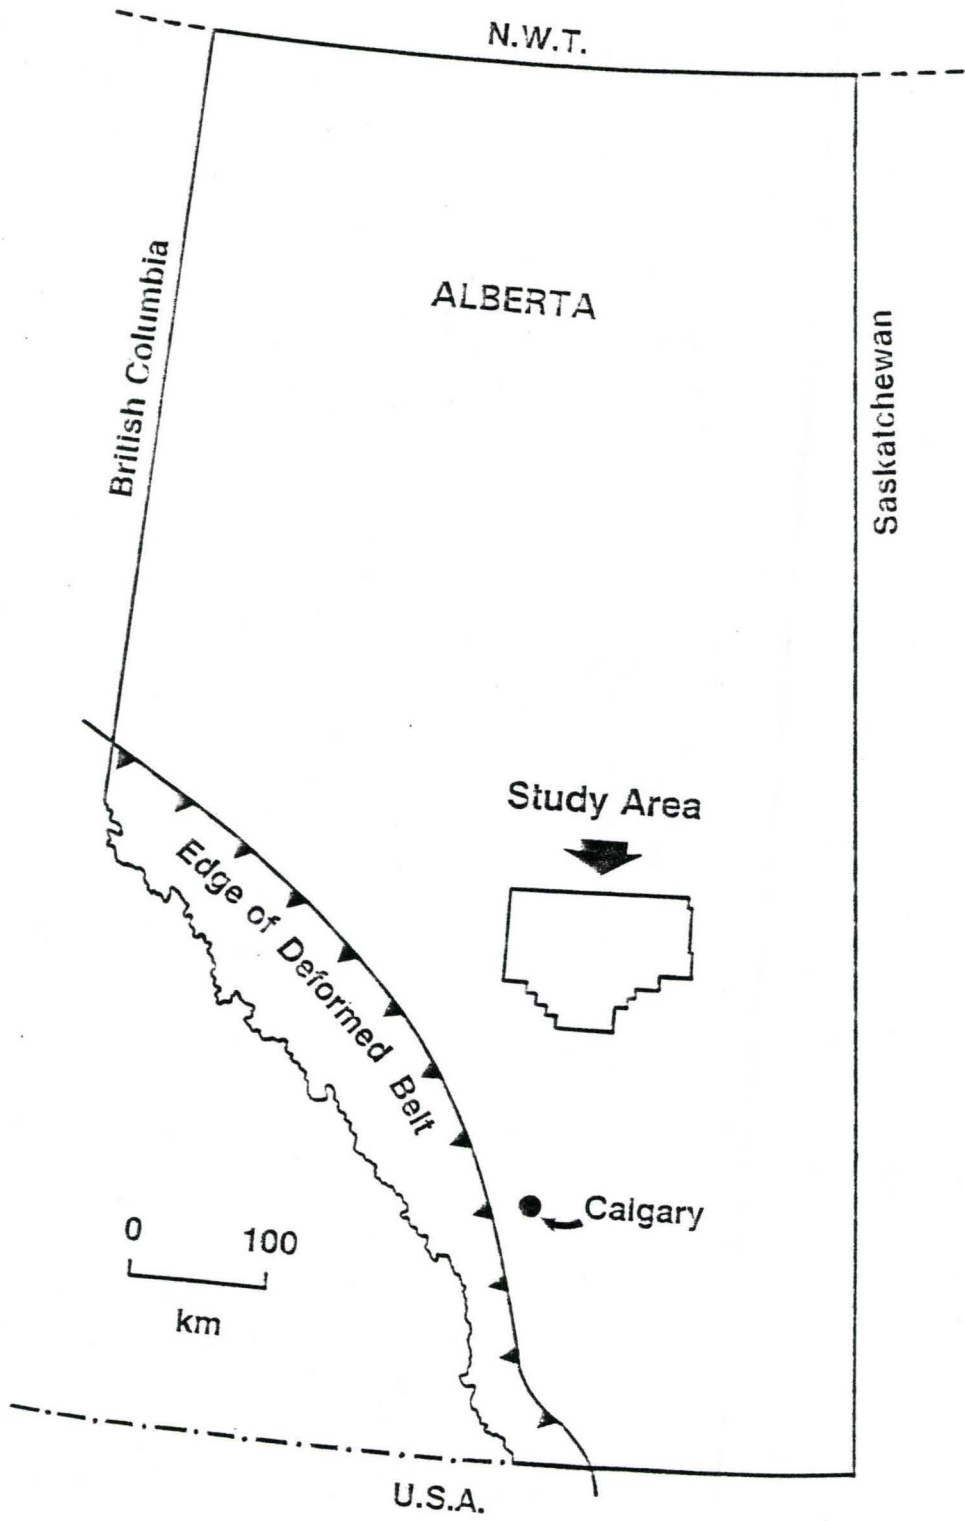 N.W.T.
British Columbia
ALBERTA
Saskatchewan
Study Area
Edge of Deformed Belt
Calgary
0 100
km
U.S.A.